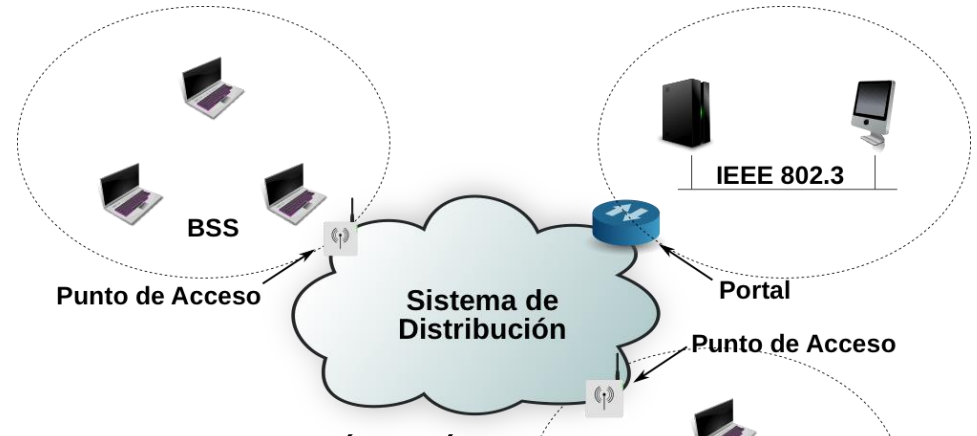 IEEE 802.3
BSS
Punto de Acceso
Portal
Sistema de
Distribución
Punto de Acceso